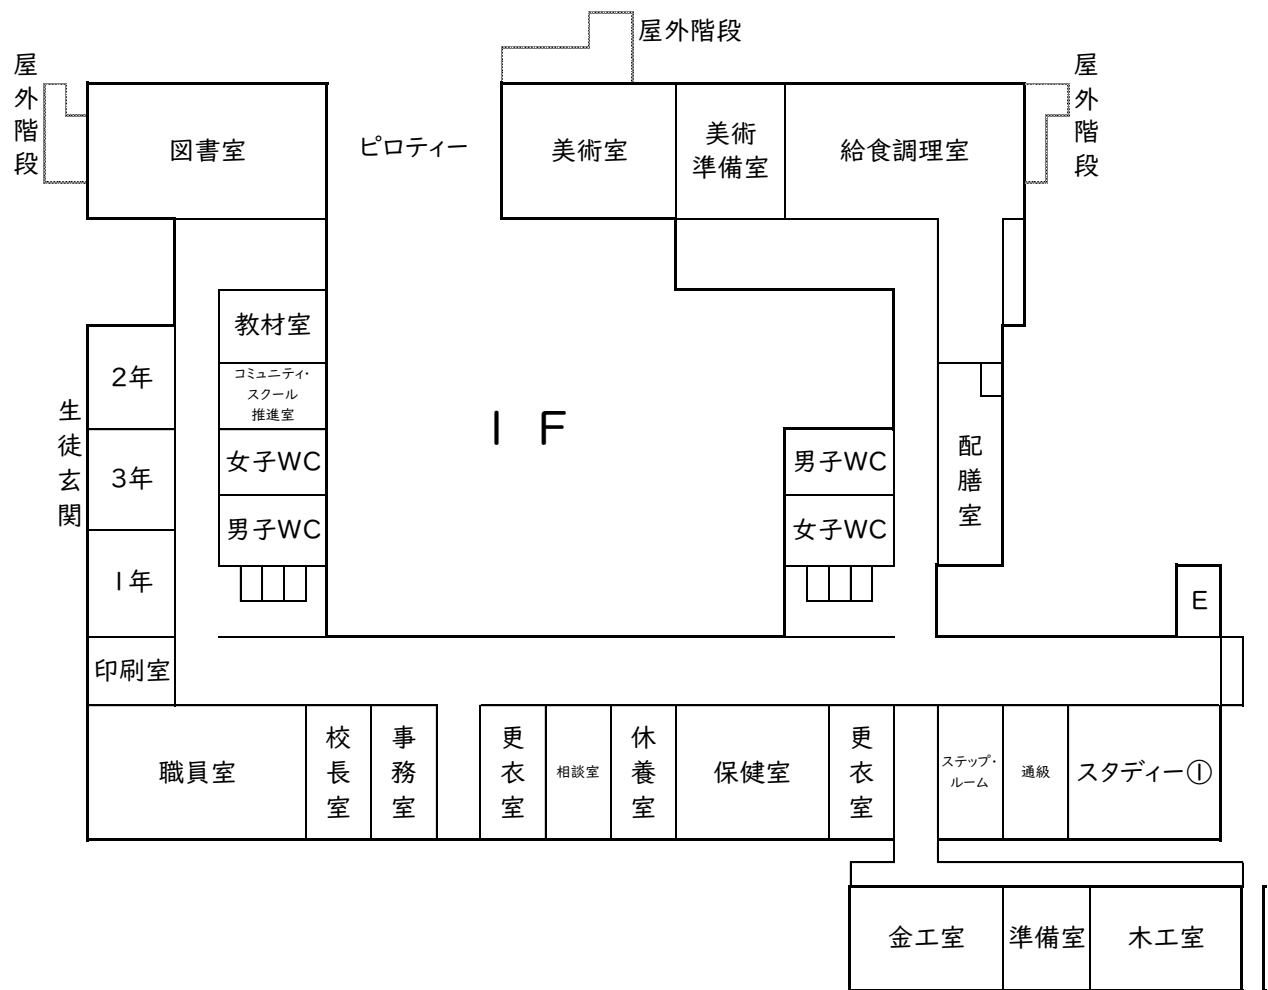 屋外階段
屋外階段
屋外階段
図書室
ピロティー
美術室
美術
準備室
給食調理室
教材室
コミュニティ・
スクール
推進室
女子WC
男子WC
2年
3年
1年
生徒玄関
印刷室
1F
男子WC
女子WC
配膳室
E
職員室
校長室
事務室
更衣室
相談室
休養室
保健室
更衣室
ステップ・
ルーム
通級
スタディー①
金工室
準備室
木工室